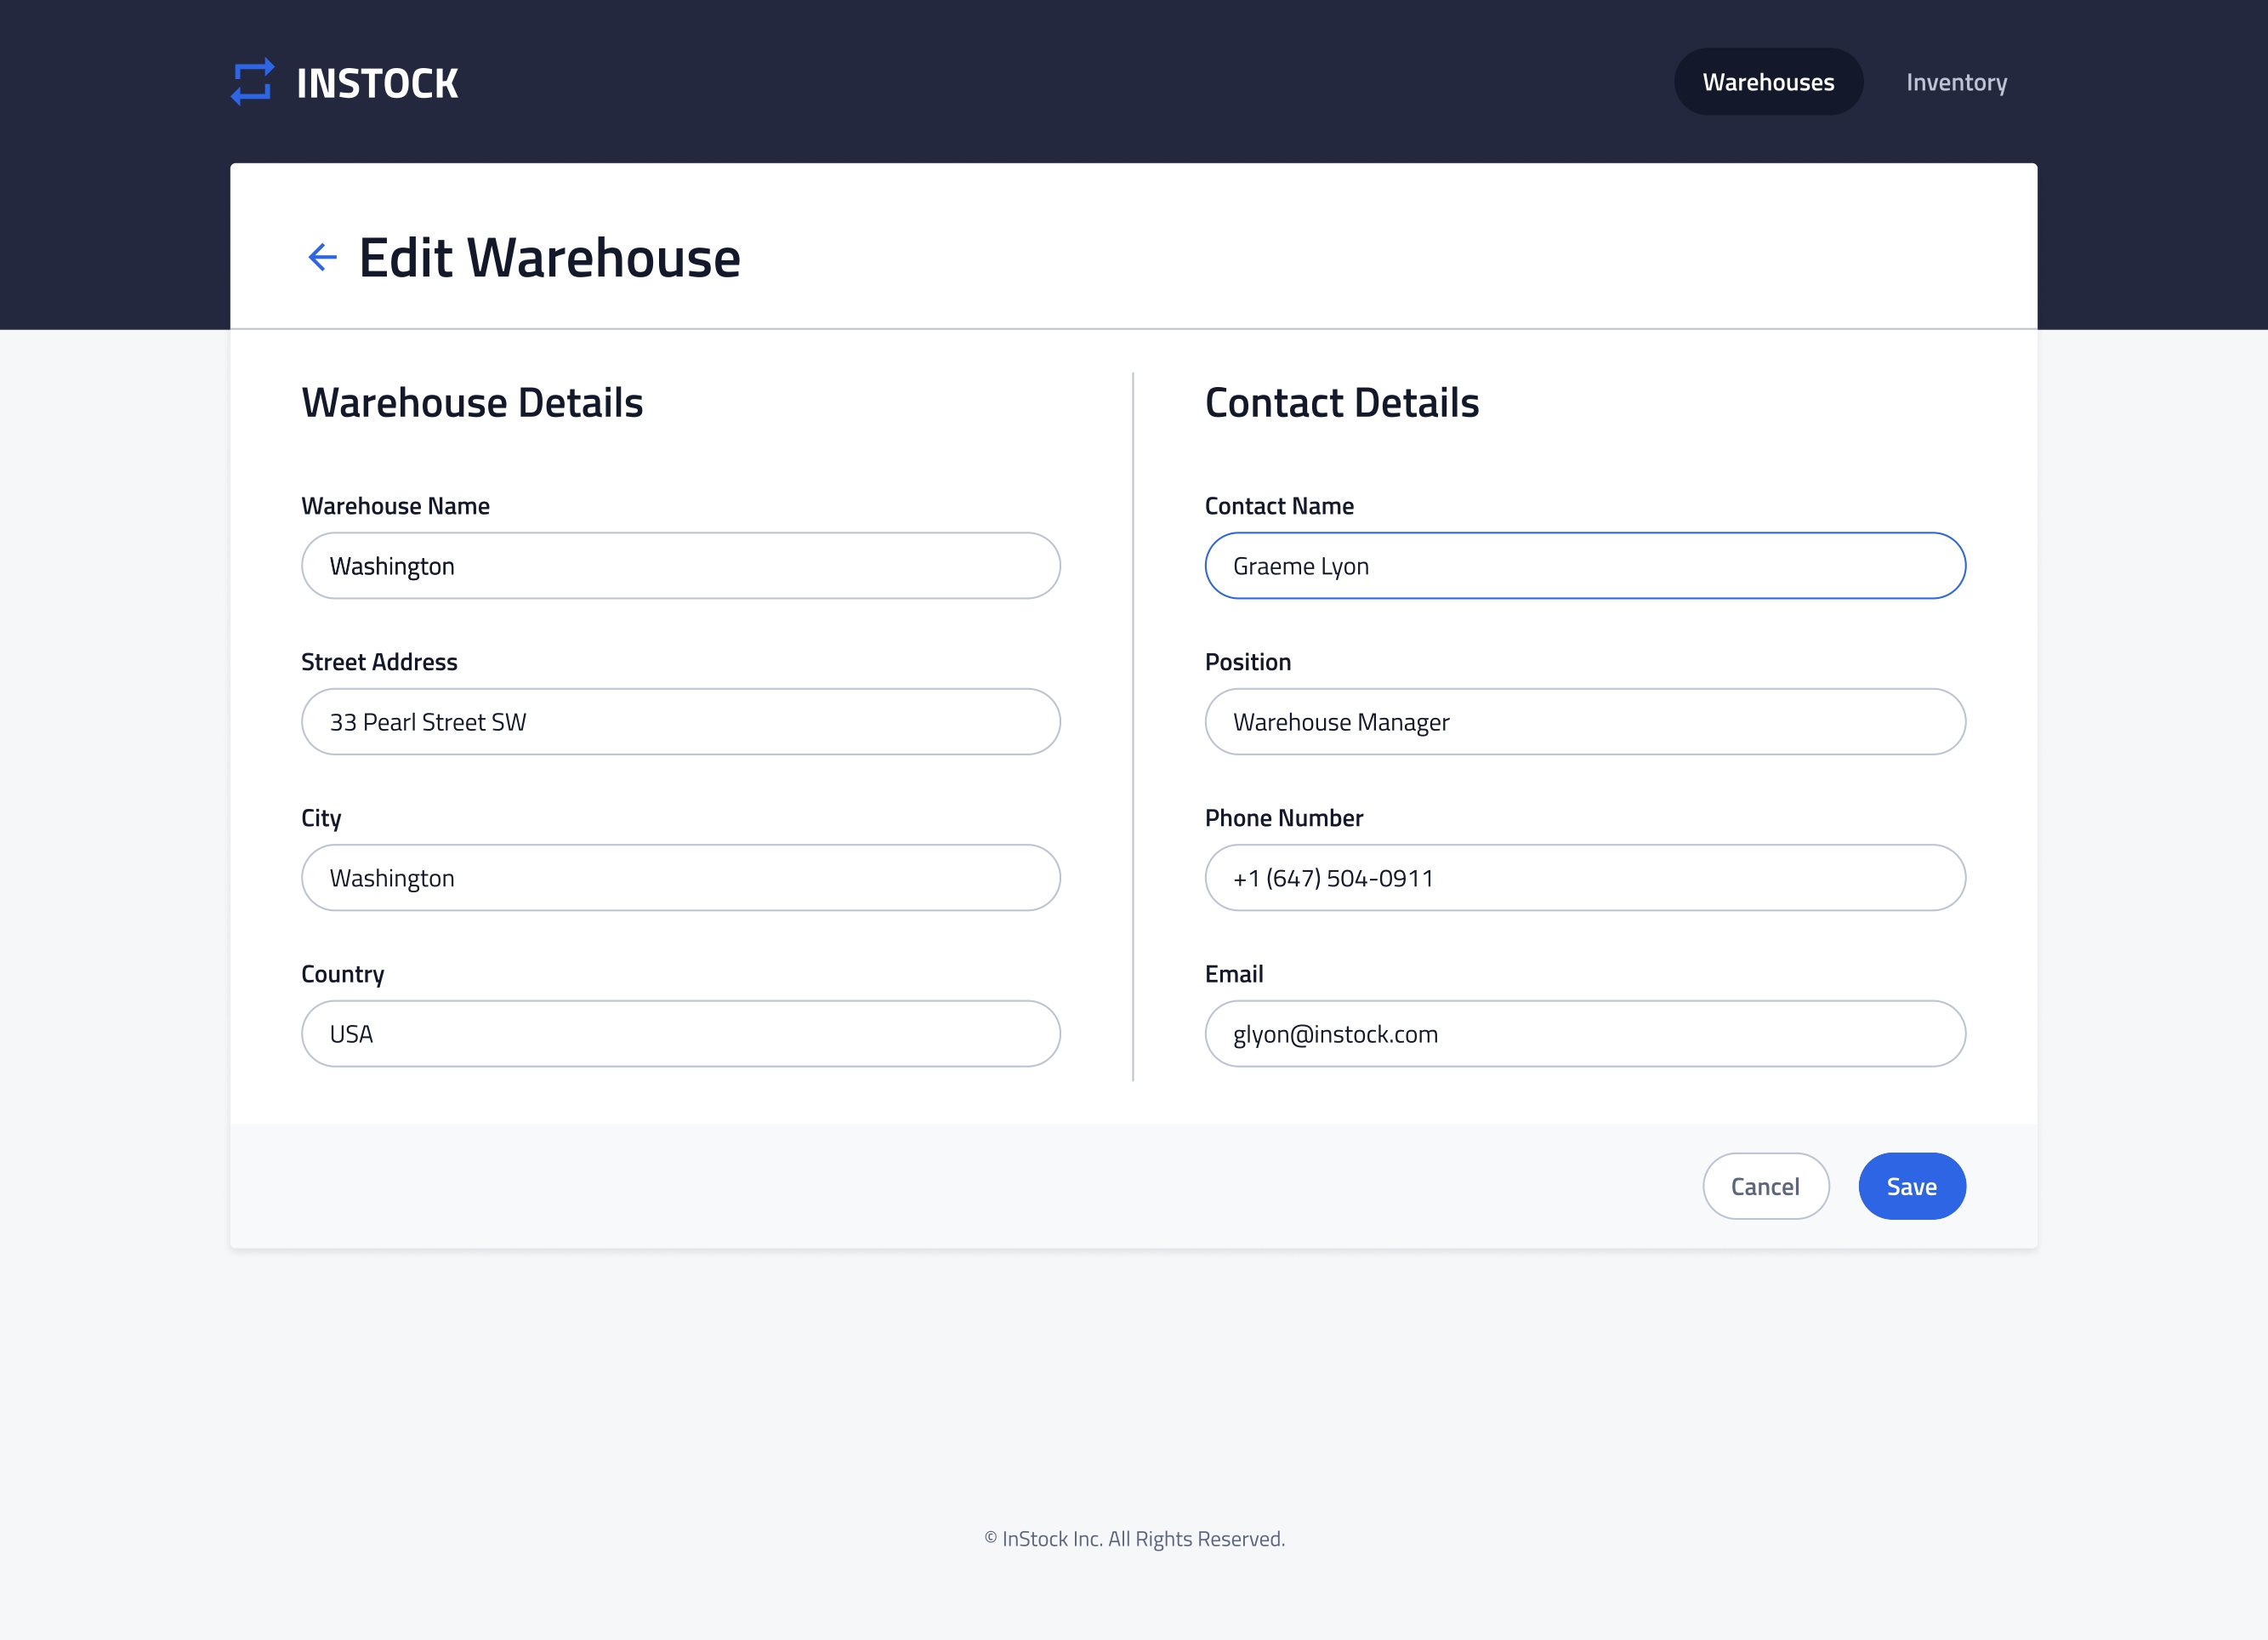 INSTOCK
Warehouses
Inventory
Edit Warehouse
Warehouse Details
Warehouse Name
Washington
Street Address
33 Pearl Street SW
City
Washington
Country
USA
Contact Details
Contact Name
Graeme Lyon
Position
Warehouse Manager
Phone Number
+1 (647) 504-0911
Email
glyon@instock.com
Cancel
Save
© InStock Inc. All Rights Reserved.